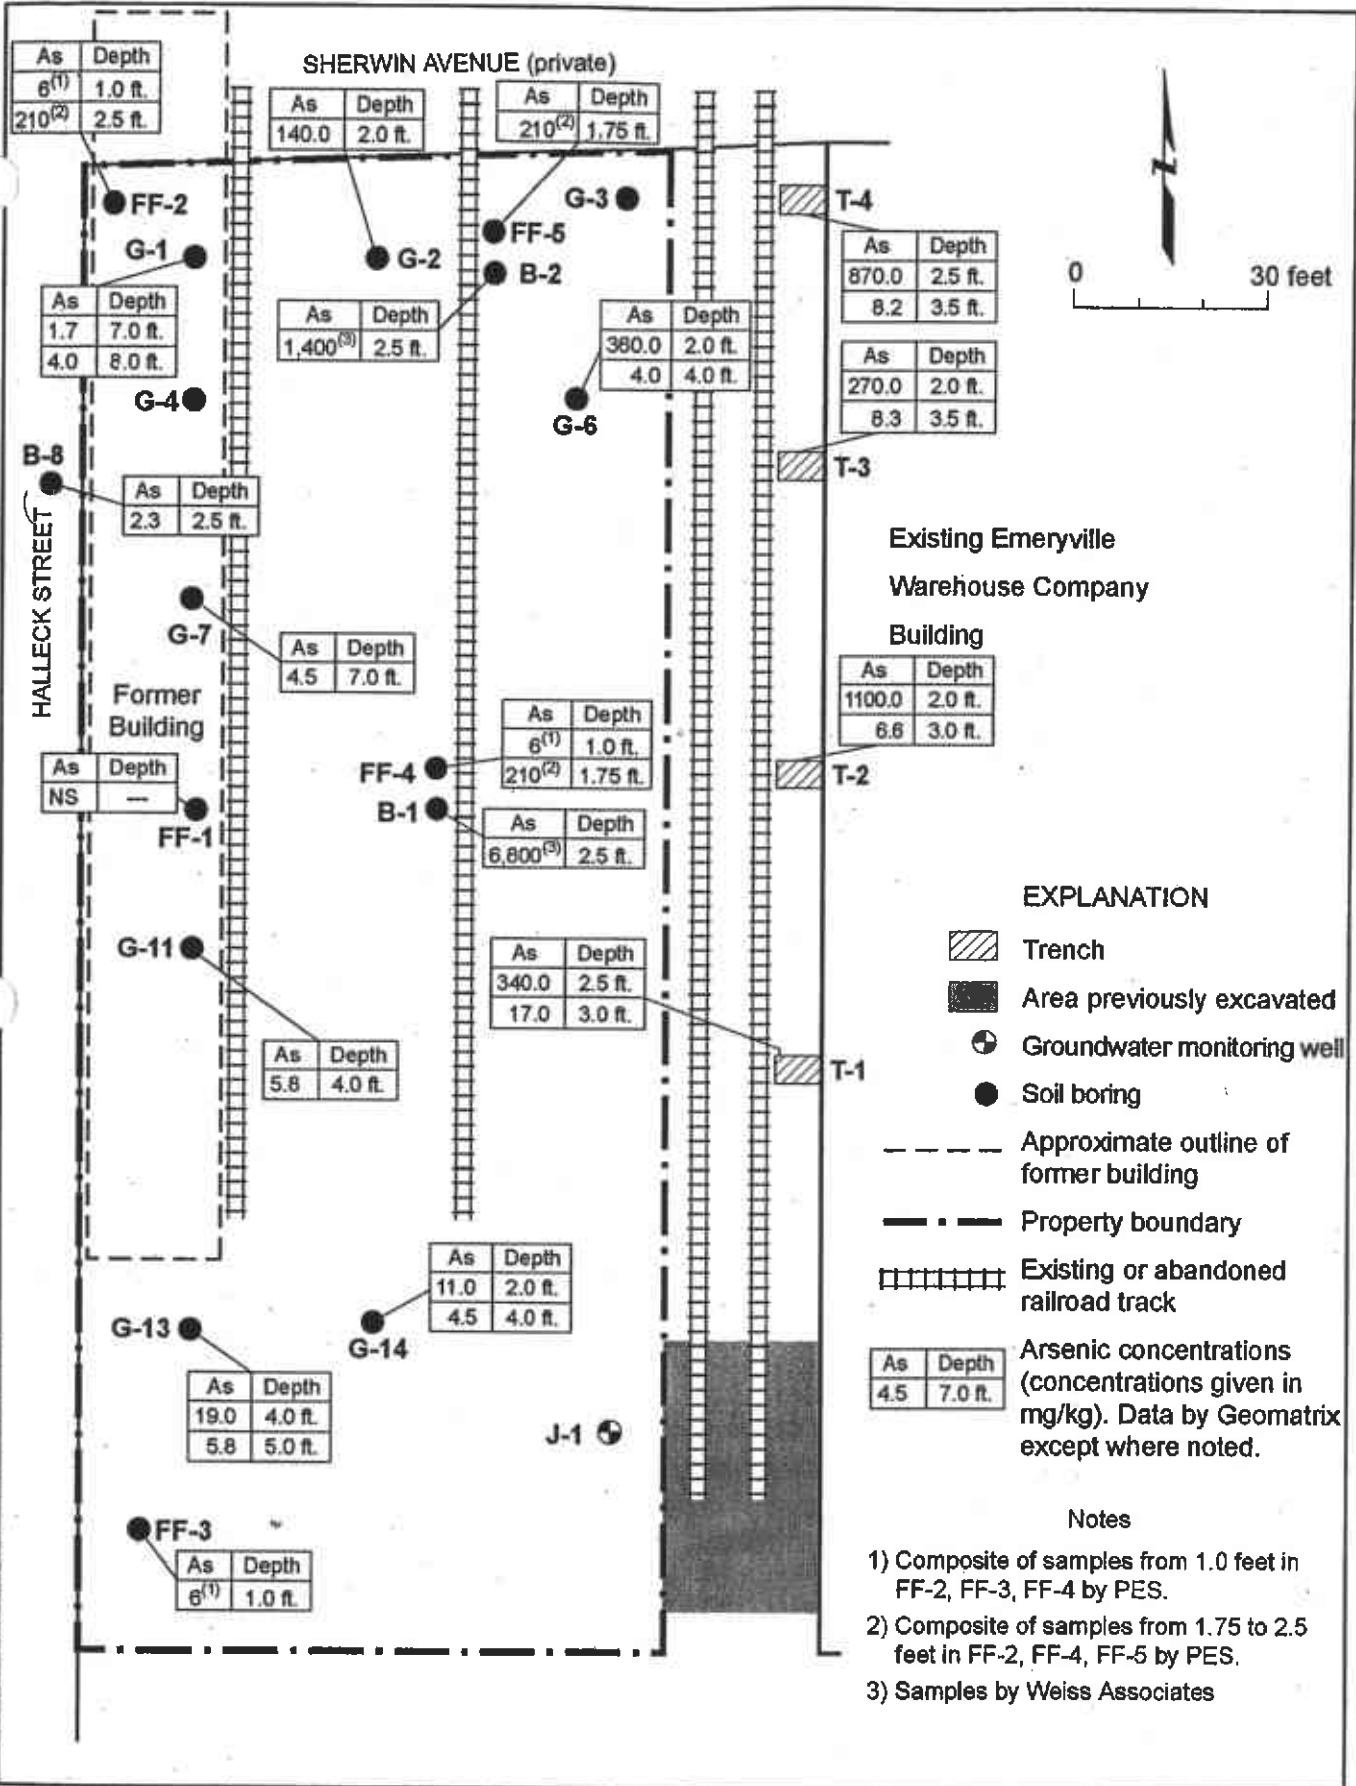 SHERWIN AVENUE (private)
As Depth
6(1) 1.0 ft.
210(2) 2.5 ft.
As Depth
140.0 2.0 ft.
As Depth
210(2) 1.75 ft.
FF-2
G-1
G-2
FF-5
B-2
G-3
T-4
As Depth
870.0 2.5 ft.
8.2 3.5 ft.
0 30 feet
As Depth
1.7 7.0 ft.
4.0 8.0 ft.
As Depth
1,400(3) 2.5 ft.
As Depth
360.0 2.0 ft.
4.0 4.0 ft.
As Depth
270.0 2.0 ft.
8.3 3.5 ft.
G-4
G-6
B-8
T-3
As Depth
2.3 2.5 ft.
HALLECK STREET
Existing Emeryville
Warehouse Company
Building
G-7
As Depth
4.5 7.0 ft.
As Depth
1100.0 2.0 ft.
6.6 3.0 ft.
Former
Building
As Depth
6(1) 1.0 ft.
210(2) 1.75 ft.
FF-4
T-2
As Depth
NS ---
FF-1
B-1
As Depth
6,800(3) 2.5 ft.
G-11
As Depth
340.0 2.5 ft.
17.0 3.0 ft.
T-1
As Depth
5.8 4.0 ft.
As Depth
11.0 2.0 ft.
4.5 4.0 ft.
G-13
G-14
As Depth
19.0 4.0 ft.
5.8 5.0 ft.
J-1
FF-3
As Depth
6(1) 1.0 ft.
EXPLANATION
Trench
Area previously excavated
Groundwater monitoring well
Soil boring
Approximate outline of
former building
Property boundary
Existing or abandoned
railroad track
As Depth
4.5 7.0 ft.
Arsenic concentrations
(concentrations given in
mg/kg). Data by Geomatrix
except where noted.
Notes
1) Composite of samples from 1.0 feet in
FF-2, FF-3, FF-4 by PES.
2) Composite of samples from 1.75 to 2.5
feet in FF-2, FF-4, FF-5 by PES.
3) Samples by Weiss Associates